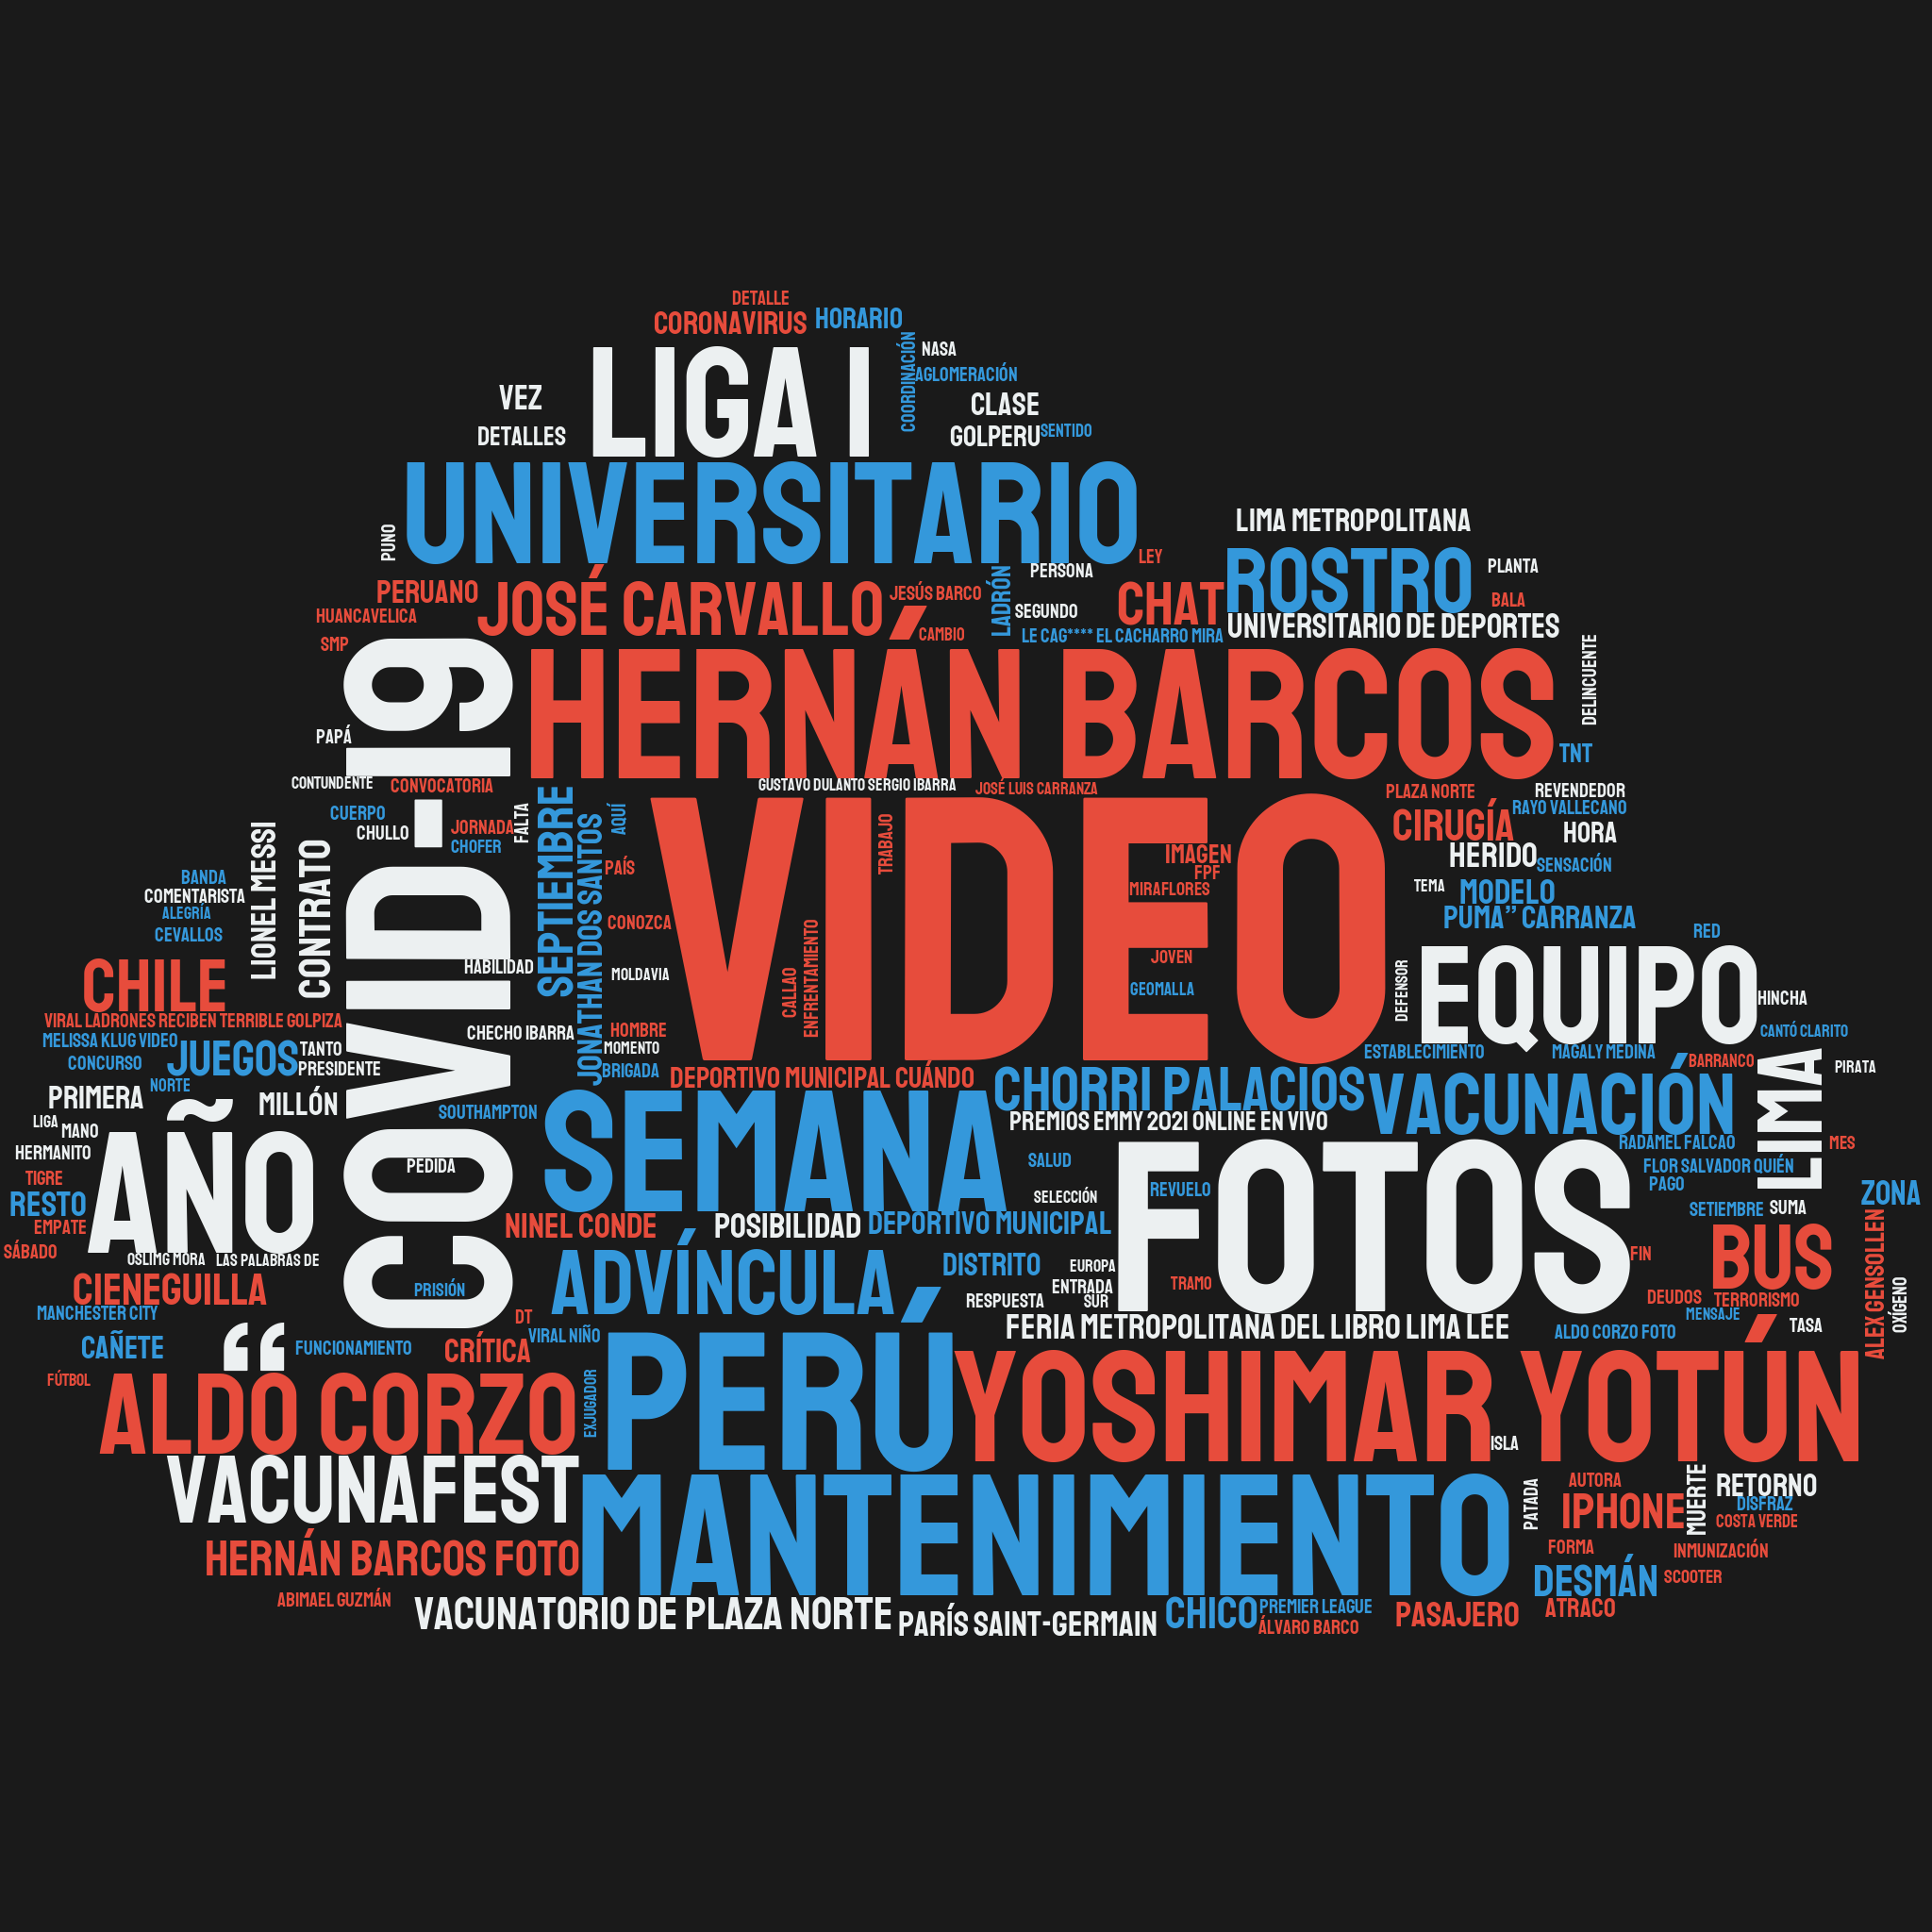 DETALLE
CORONAVIRUS
HORARIO
COORDINACIÓN
NASA
AGLOMERACIÓN
LIGA 1
VEZ
CLASE
DETALLES
GOLPERU
SENTIDO
UNIVERSITARIO
PUNO
LIMA METROPOLITANA
LEY
ROSTRO
PLANTA
PERSONA
LADRÓN
PERUANO
JOSÉ CARVALLO
JESÚS BARCO
CHAT
BALA
HUANCAVELICA
SEGUNDO
UNIVERSITARIO DE DEPORTES
CAMBIO
LE CAG**** EL CACHARRO MIRA
SMP
COVID-19
HERNÁN BARCOS
DELINCUENTE
PAPÁ
TNT
CONTUNDENTE
CONVOCATORIA
GUSTAVO DULANTO SERGIO IBARRA
JOSÉ LUIS CARRANZA
PLAZA NORTE
REVENDEDOR
RAYO VALLECANO
CUERPO
SEPTIEMBRE
AQUÍ
VIDEO
TRABAJO
CIRUGÍA
CHULLO
JORNADA
FALTA
HORA
CHOFER
LIONEL MESSI
CONTRATO
JONATHAN DOS SANTOS
IMAGEN
HERIDO
SENSACIÓN
PAÍS
FPF
BANDA
MIRAFLORES
TEMA
MODELO
COMENTARISTA
ALEGRÍA
PUMA” CARRANZA
CONOZCA
CEVALLOS
RED
ENFRENTAMIENTO
CALLAO
JOVEN
CHILE
HABILIDAD
MOLDAVIA
GEOMALLA
DEFENSOR
EQUIPO
HINCHA
VIRAL LADRONES RECIBEN TERRIBLE GOLPIZA
CHECHO IBARRA
HOMBRE
CANTÓ CLARITO
MELISSA KLUG VIDEO
JUEGOS
TANTO
MOMENTO
ESTABLECIMIENTO
MAGALY MEDINA
CONCURSO
PRESIDENTE
BRIGADA
DEPORTIVO MUNICIPAL CUÁNDO
BARRANCO
PIRATA
LIMA
NORTE
CHORRI PALACIOS
VACUNACIÓN
PRIMERA
MILLÓN
SOUTHAMPTON
SEMANA
PREMIOS EMMY 2021 ONLINE EN VIVO
LIGA
MANO
AÑO
RADAMEL FALCAO
MES
HERMANITO
PEDIDA
SALUD
FOTOS
FLOR SALVADOR QUIÉN
TIGRE
PAGO
REVUELO
ZONA
RESTO
SELECCIÓN
SETIEMBRE
SUMA
EMPATE
NINEL CONDE
POSIBILIDAD
DEPORTIVO MUNICIPAL
SÁBADO
OSLIMG MORA
LAS PALABRAS DE
FIN
BUS
ALEX GENSOLLEN
ADVÍNCULA
DISTRITO
EUROPA
CIENEGUILLA
PRISIÓN
ENTRADA
TRAMO
RESPUESTA
SUR
DEUDOS
TERRORISMO
OXÍGENO
MANCHESTER CITY
DT
MENSAJE
“
VIRAL NIÑO
FERIA METROPOLITANA DEL LIBRO LIMA LEE
ALDO CORZO FOTO
TASA
CAÑETE
FUNCIONAMIENTO
CRÍTICA
FÚTBOL
EXJUGADOR
PERÚ
YOSHIMAR YOTÚN
ALDO CORZO
ISLA
VACUNAFEST
MANTENIMIENTO
PATADA
AUTORA
MUERTE
RETORNO
IPHONE
DISFRAZ
COSTA VERDE
HERNÁN BARCOS FOTO
FORMA
INMUNIZACIÓN
DESMÁN
SCOOTER
ABIMAEL GUZMÁN
VACUNATORIO DE PLAZA NORTE
PARÍS SAINT-GERMAIN
CHICO
PREMIER LEAGUE
ÁLVARO BARCO
PASAJERO
ATRACO